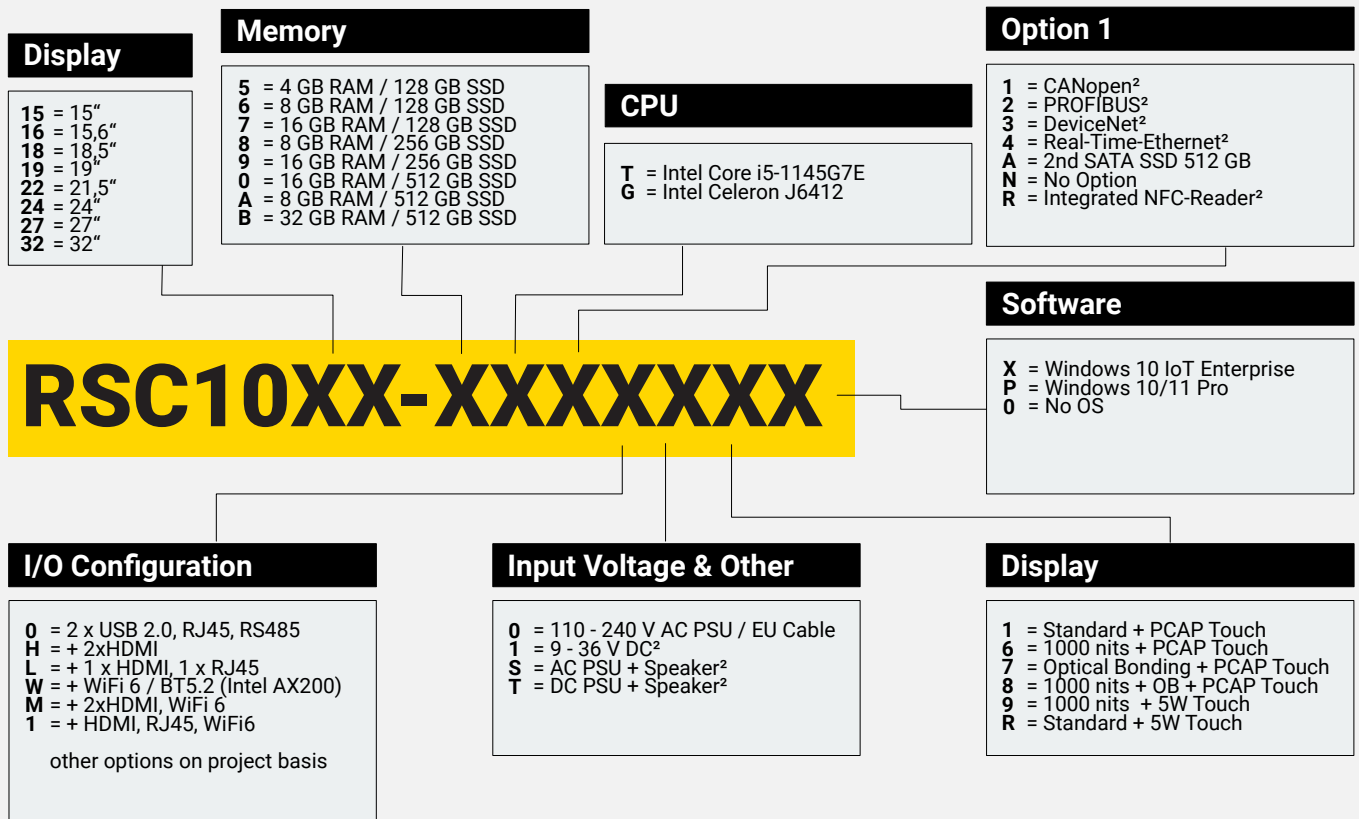 Display
15 = 15“
16 = 15,6“
18 = 18,5“
19 = 19“
22 = 21,5“
24 = 24“
27 = 27“
32 = 32“
Memory
5 = 4 GB RAM / 128 GB SSD
6 = 8 GB RAM / 128 GB SSD
7 = 16 GB RAM / 128 GB SSD
8 = 8 GB RAM / 256 GB SSD
9 = 16 GB RAM / 256 GB SSD
0 = 16 GB RAM / 512 GB SSD
A = 8 GB RAM / 512 GB SSD
B = 32 GB RAM / 512 GB SSD
CPU
T = Intel Core i5-1145G7E
G = Intel Celeron J6412
Option 1
1 = CANopen²
2 = PROFIBUS²
3 = DeviceNet²
4 = Real-Time-Ethernet²
A = 2nd SATA SSD 512 GB
N = No Option
R = Integrated NFC-Reader²
Software
X = Windows 10 IoT Enterprise
P = Windows 10/11 Pro
0 = No OS
RSC10XX-XXXXXXX
I/O Configuration
0 = 2 x USB 2.0, RJ45, RS485
H = + 2xHDMI
L = + 1 x HDMI, 1 x RJ45
W = + WiFi 6 / BT5.2 (Intel AX200)
M = + 2xHDMI, WiFi 6
1 = + HDMI, RJ45, WiFi6
other options on project basis
Input Voltage & Other
0 = 110 - 240 V AC PSU / EU Cable
1 = 9 - 36 V DC²
S = AC PSU + Speaker²
T = DC PSU + Speaker²
Display
1 = Standard + PCAP Touch
6 = 1000 nits + PCAP Touch
7 = Optical Bonding + PCAP Touch
8 = 1000 nits + OB + PCAP Touch
9 = 1000 nits + 5W Touch
R = Standard + 5W Touch